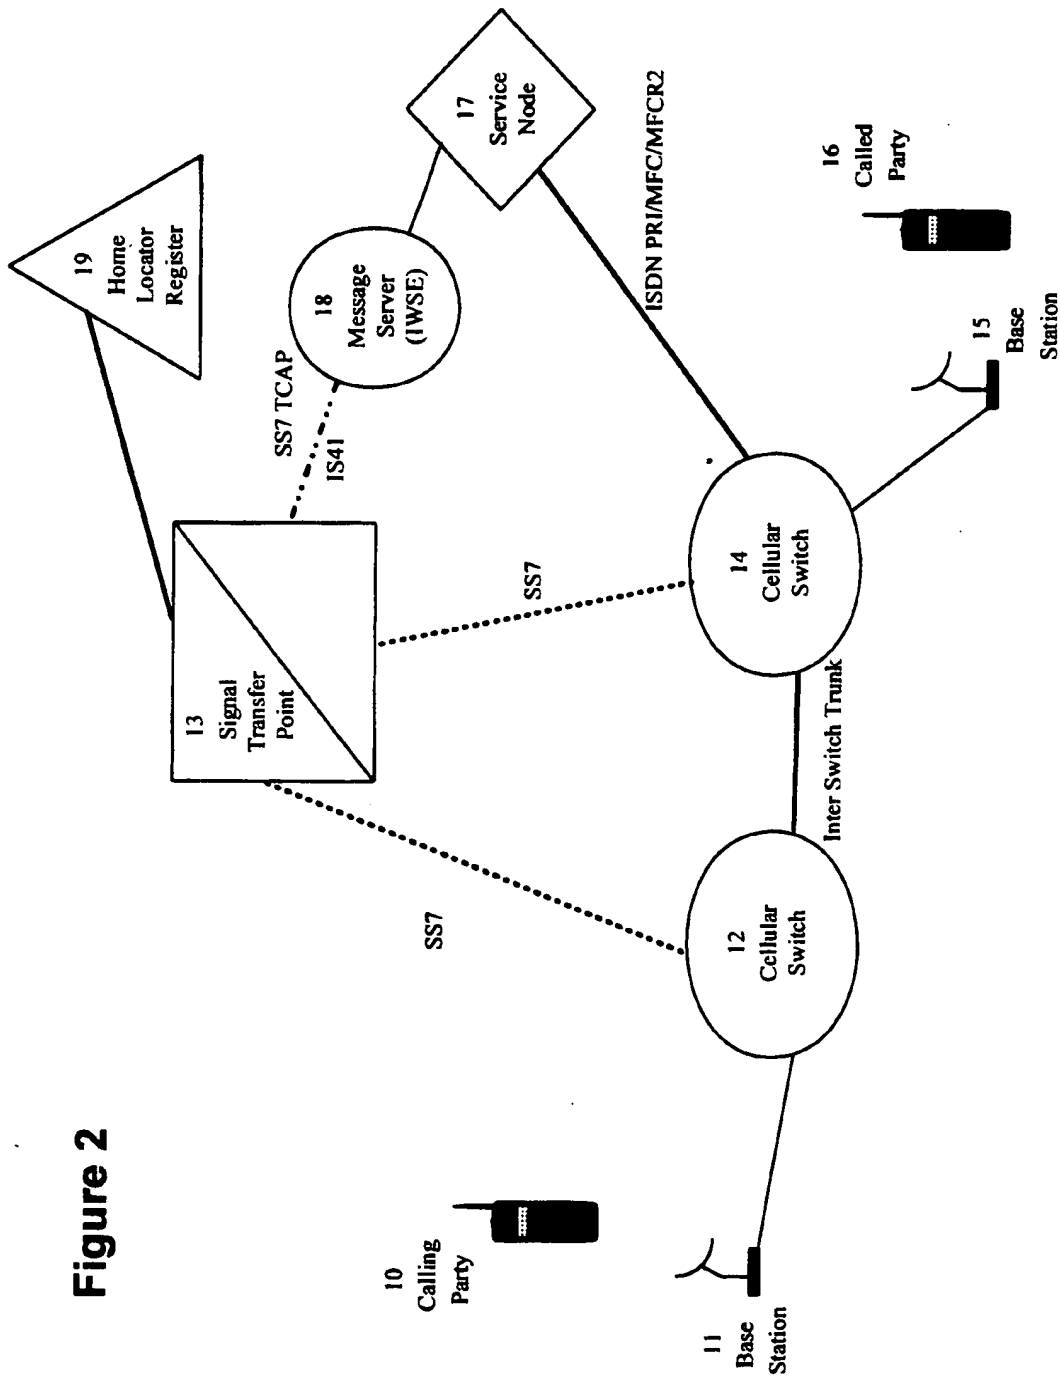 Figure 2
19
Home
Locator
Register
13
Signal
Transfer
Point
SS7 TCAP
IS41
18
Message
Server
(IWSE)
17
Service
Node
SS7
SS7
ISDN PRI/MFC/MFCR2
10
Calling
Party
12
Cellular
Switch
14
Cellular
Switch
Inter Switch Trunk
16
Called
Party
11
Base
Station
15
Base
Station